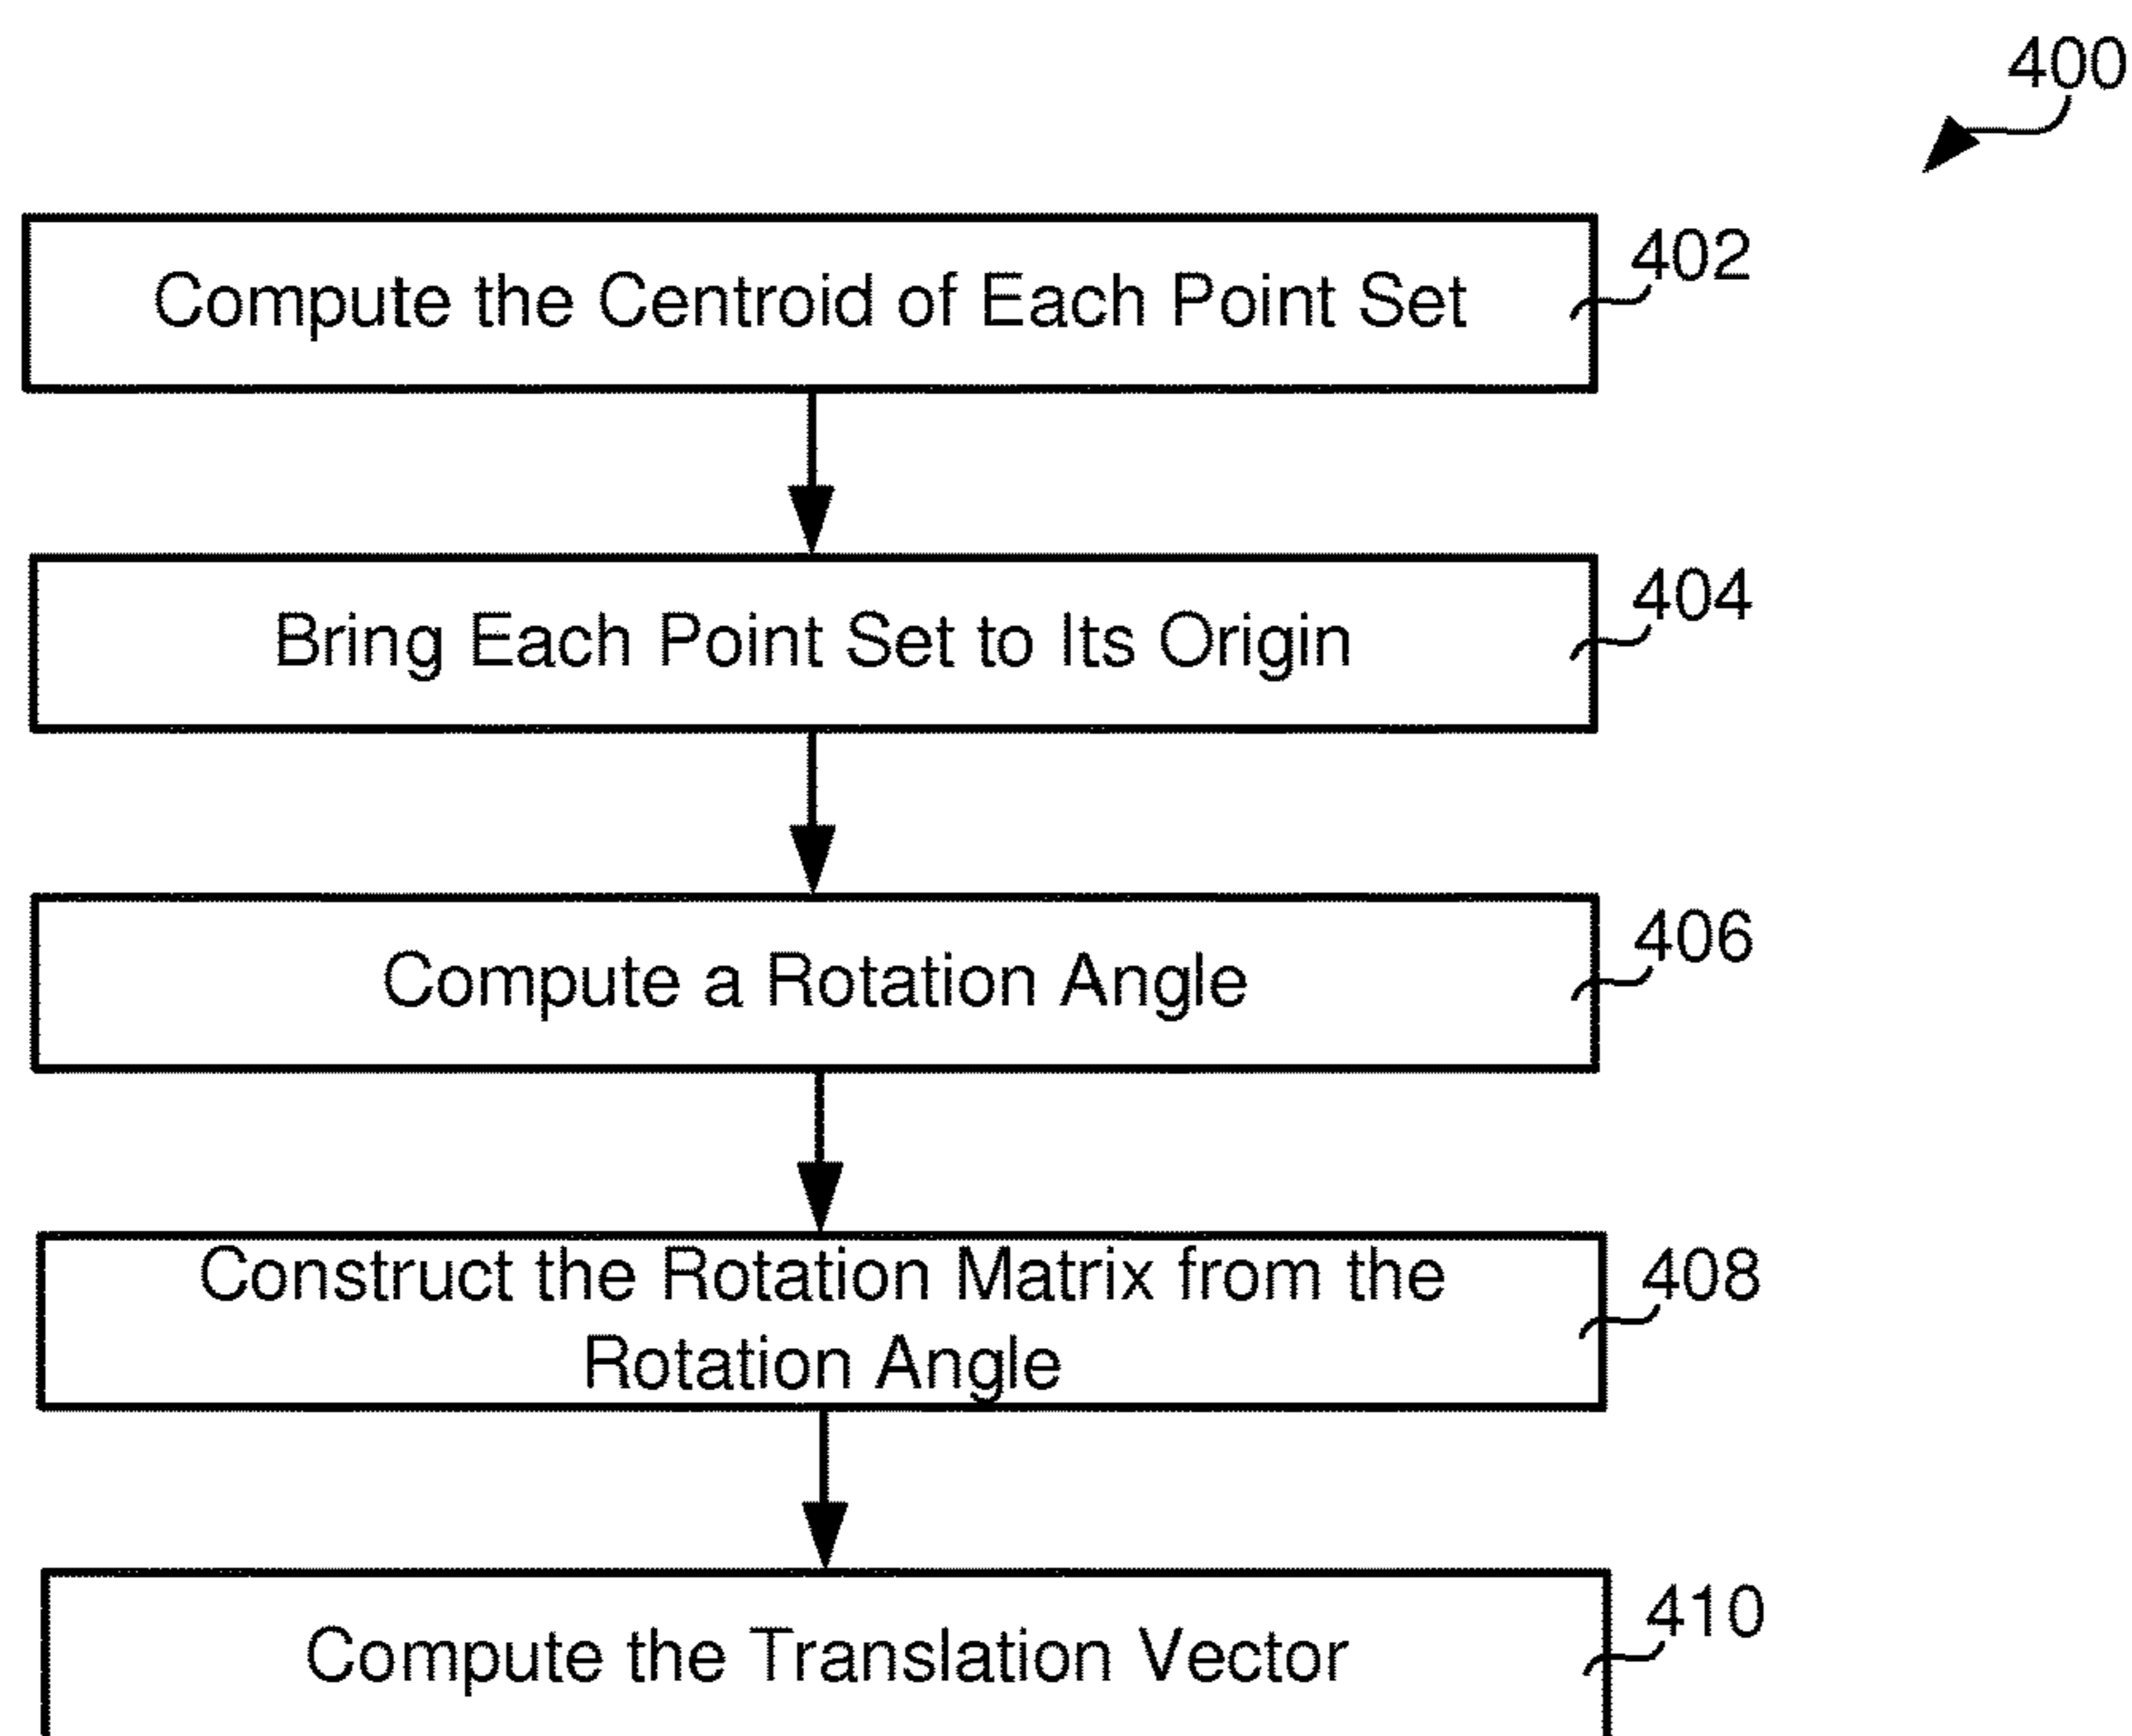 400
Compute the Centroid of Each Point Set
402
Bring Each Point Set to Its Origin
404
Compute a Rotation Angle
406
Construct the Rotation Matrix from the
Rotation Angle
408
Compute the Translation Vector
410